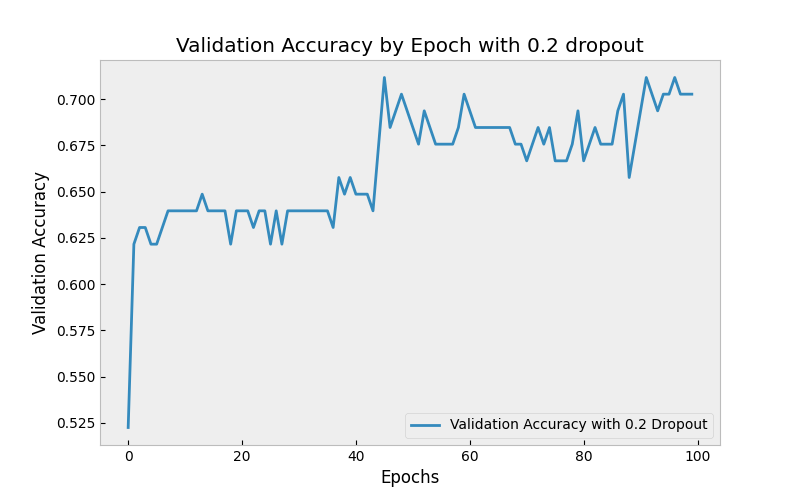 Validation Accuracy by Epoch with 0.2 dropout
Validation Accuracy
0.700
0.675
0.650
0.625
0.600
0.575
0.550
0.525
Validation Accuracy with 0.2 Dropout
0 20 40 60 80 100
Epochs